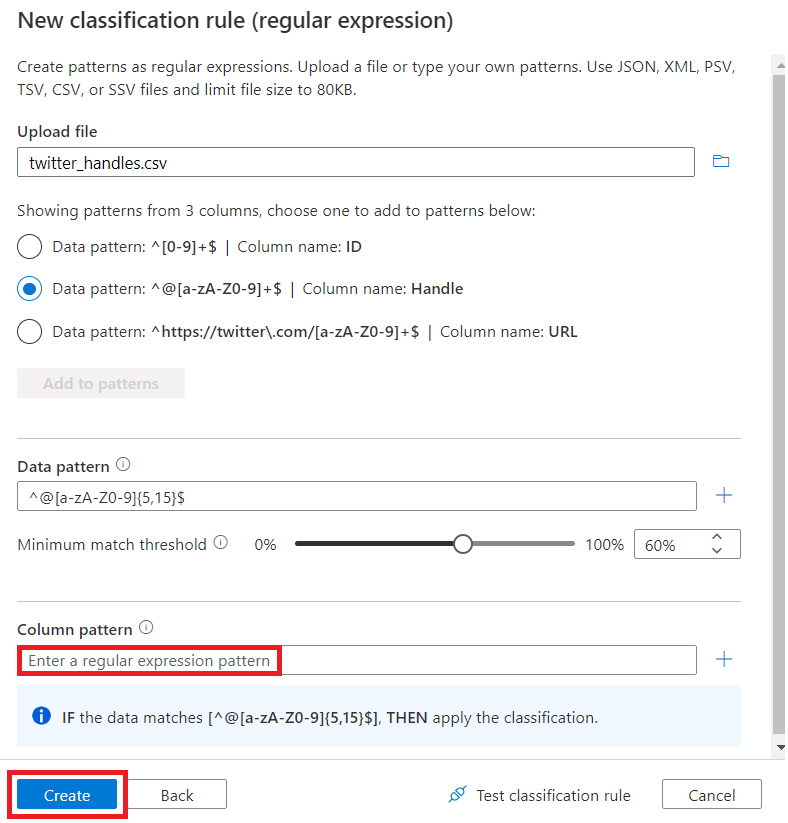 New classification rule (regular expression)
Create patterns as regular expressions. Upload a file or type your own patterns. Use JSON, XML, PSV,
TSV, CSV, or SSV files and limit file size to 80KB.
Upload file
twitter_handles.csv
Showing patterns from 3 columns, choose one to add to patterns below:
Data pattern: ^[0-9]+$ | Column name: ID
Data pattern: ^@[a-zA-Z0-9]+$ | Column name: Handle
Data pattern: ^https://twitter\.com/[a-zA-Z0-9]+$ | Column name: URL
Add to patterns
Data pattern
^@[a-zA-Z0-9]{5,15}$
Minimum match threshold 0% 100% 60%
Column pattern
Enter a regular expression pattern
IF the data matches [^@[a-zA-Z0-9]{5,15}$], THEN apply the classification.
Create Back Test classification rule Cancel